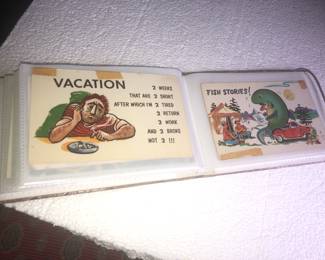 VACATION
2 WEEKS
THAT ARE 2 SHORT
AFTER WHICH I'M 2 TIRED
2 RETURN
2 WORK
AND 2 BROKE
NOT 2 !!!
FISH STORIES!